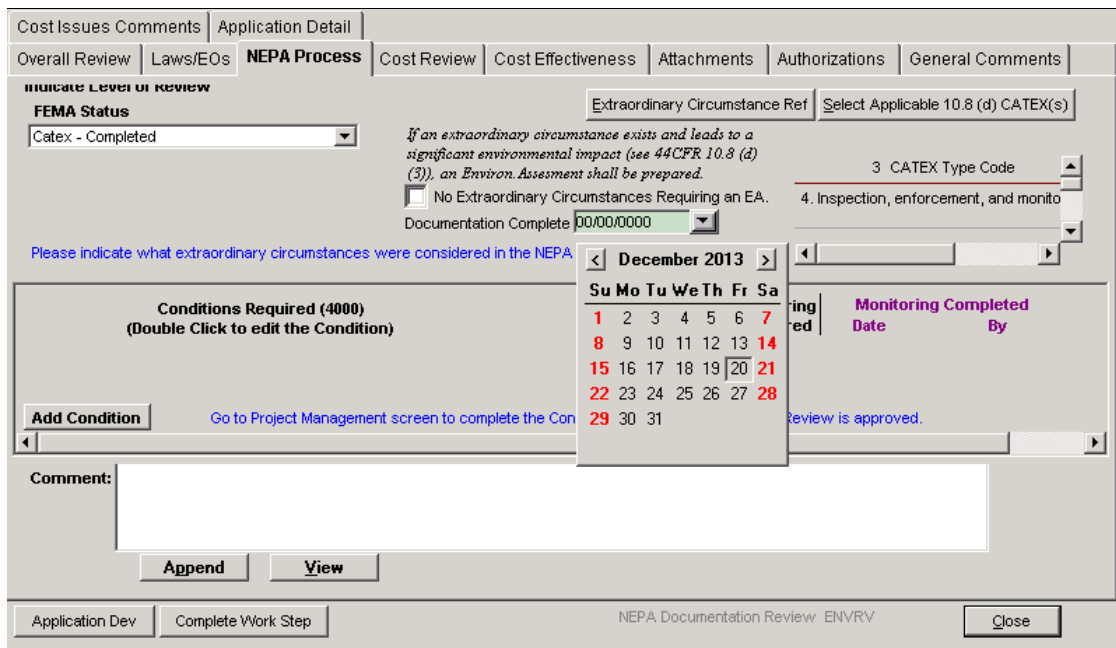 Cost Issues Comments Application Detail
Overall Review Laws/EOs NEPA Process Cost Review Cost Effectiveness Attachments Authorizations General Comments
Indicate Level of Review
FEMA Status
Extraordinary Circumstance Ref Select Applicable 10.8 (d) CATEX(s)
Catex - Completed
If an extraordinary circumstance exists and leads to a
significant environmental impact (see 44CFR 10.8 (d)
(3)), an Environ. Assesment shall be prepared.
3 CATEX Type Code
No Extraordinary Circumstances Requiring an EA.
4. Inspection, enforcement, and monito
Documentation Complete 00/00/0000
Please indicate what extraordinary circumstances were considered in the NEPA
< December 2013 >
Su Mo Tu We Th Fr Sa
1 2 3 4 5 6 7
8 9 10 11 12 13 14
15 16 17 18 19 20 21
22 23 24 25 26 27 28
29 30 31
Conditions Required (4000)
(Double Click to edit the Condition)
ring
red
Monitoring Completed
Date By
Add Condition Go to Project Management screen to complete the Con Review is approved.
Comment:
Append View
Application Dev Complete Work Step NEPA Documentation Review ENVRV Close